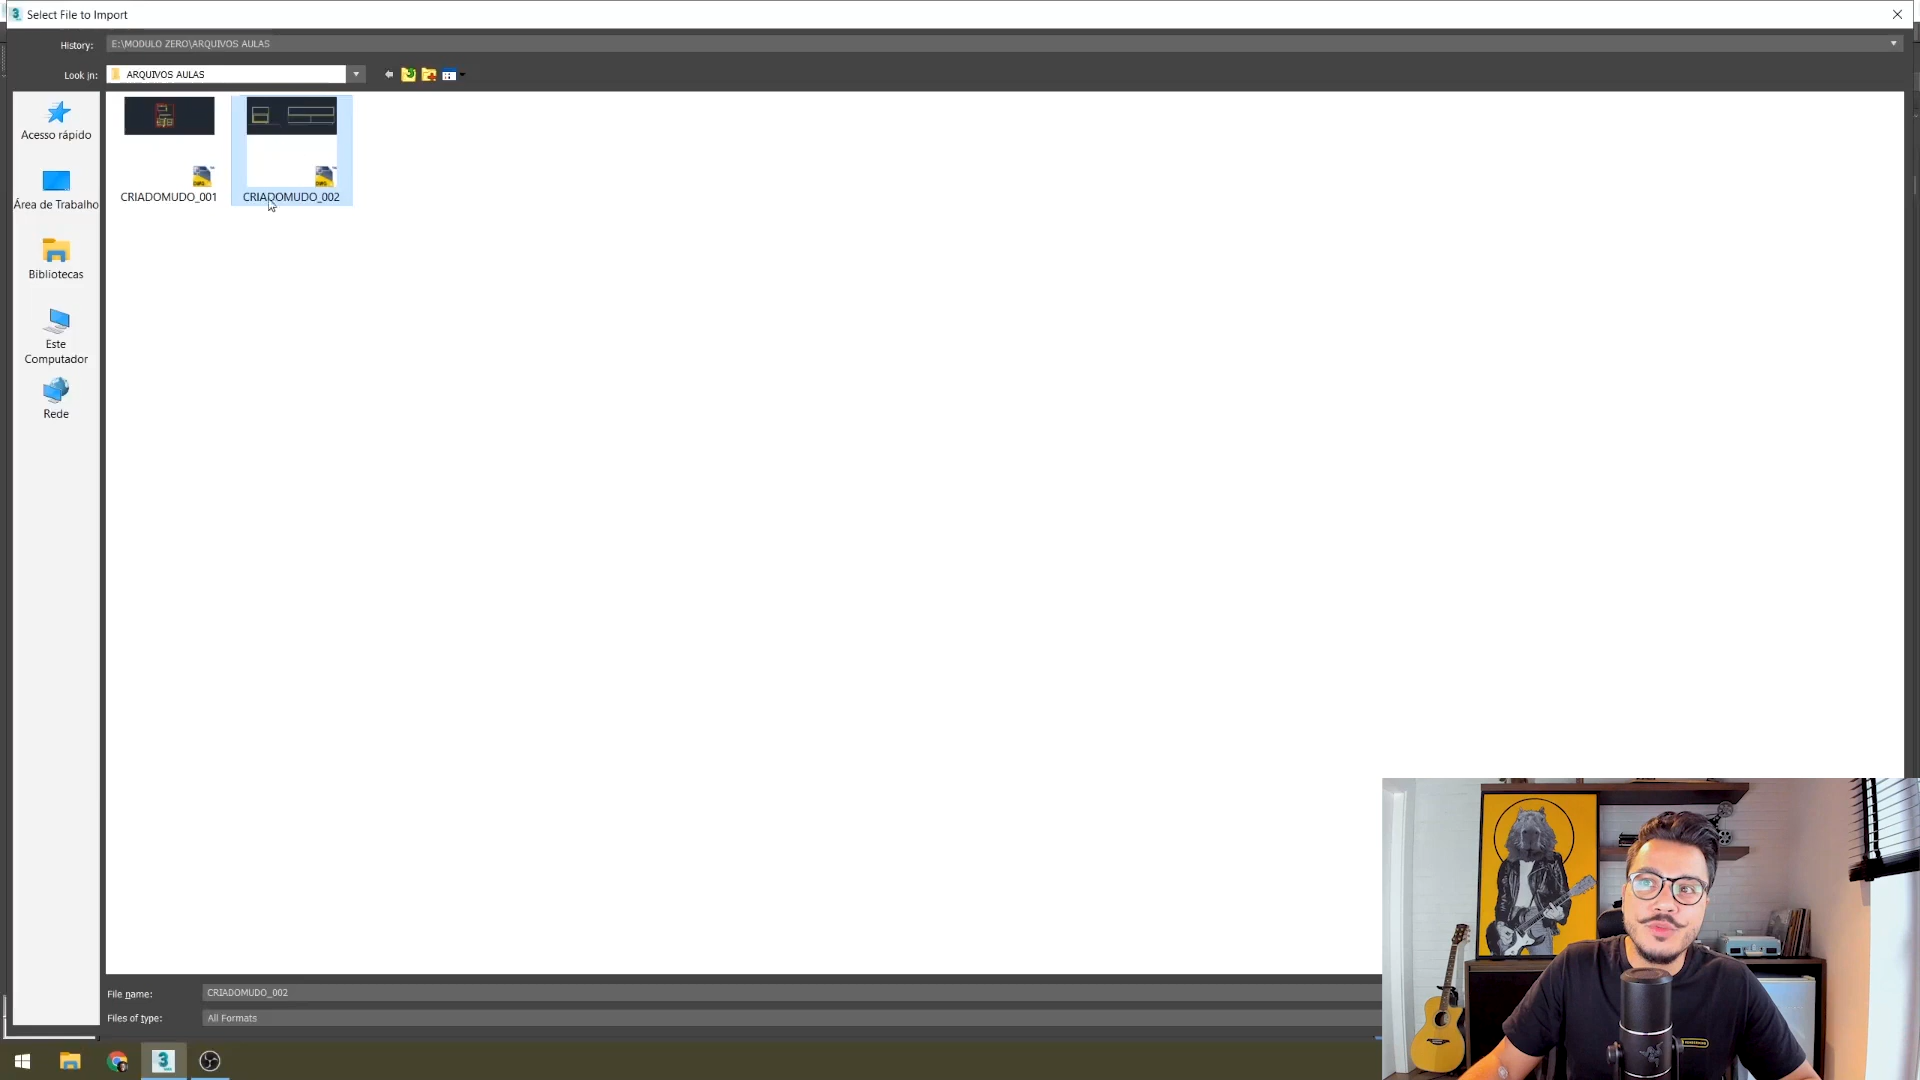 Select File to Import
History: E:\MODULO ZERO\ARQUIVOS AULAS
Look in: ARQUIVOS AULAS
Acesso rápido
Área de Trabalho
Bibliotecas
Este
Computador
Rede
CRIADOMUDO_001
CRIADOMUDO_002
File name: CRIADOMUDO_002
Files of type: All Formats